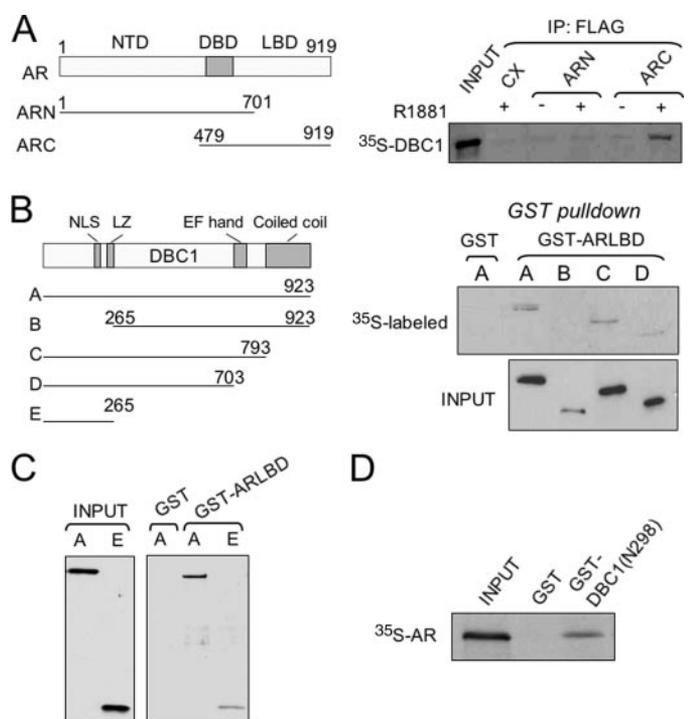 A
1 NTD DBD LBD 919
AR
ARN 1 701
ARC 479 919
IP: FLAG
INPUT CX ARN ARC
R1881 + - + - +
³⁵S-DBC1
B
NLS LZ EF hand Coiled coil
DBC1
A 923
B 265 923
C 793
D 703
E 265
GST pulldown
GST GST-ARLBD
A A B C D
³⁵S-labeled
INPUT
C
INPUT GST GST-ARLBD
A E A A E
D
INPUT GST GST-DBC1(N298)
³⁵S-AR